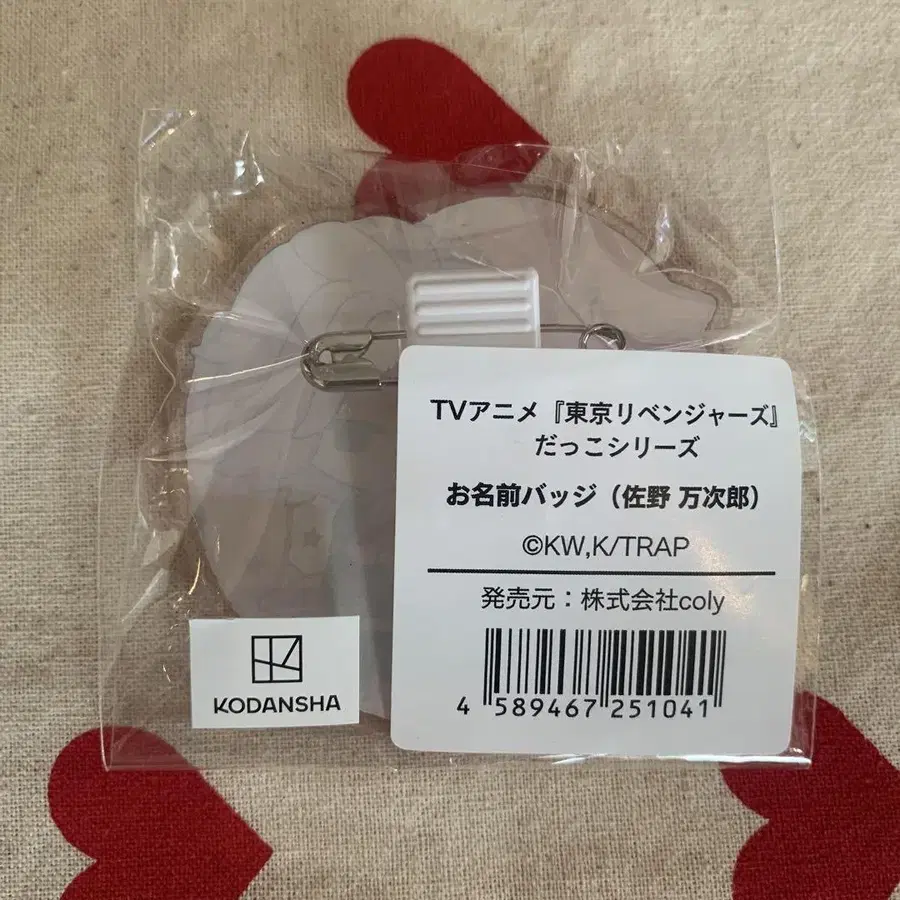 TVアニメ『東京リベンジャーズ』
だっこシリーズ
お名前バッジ（佐野 万次郎）
©KW,K/TRAP
発売元：株式会社coly
4 589467 251041
KODANSHA